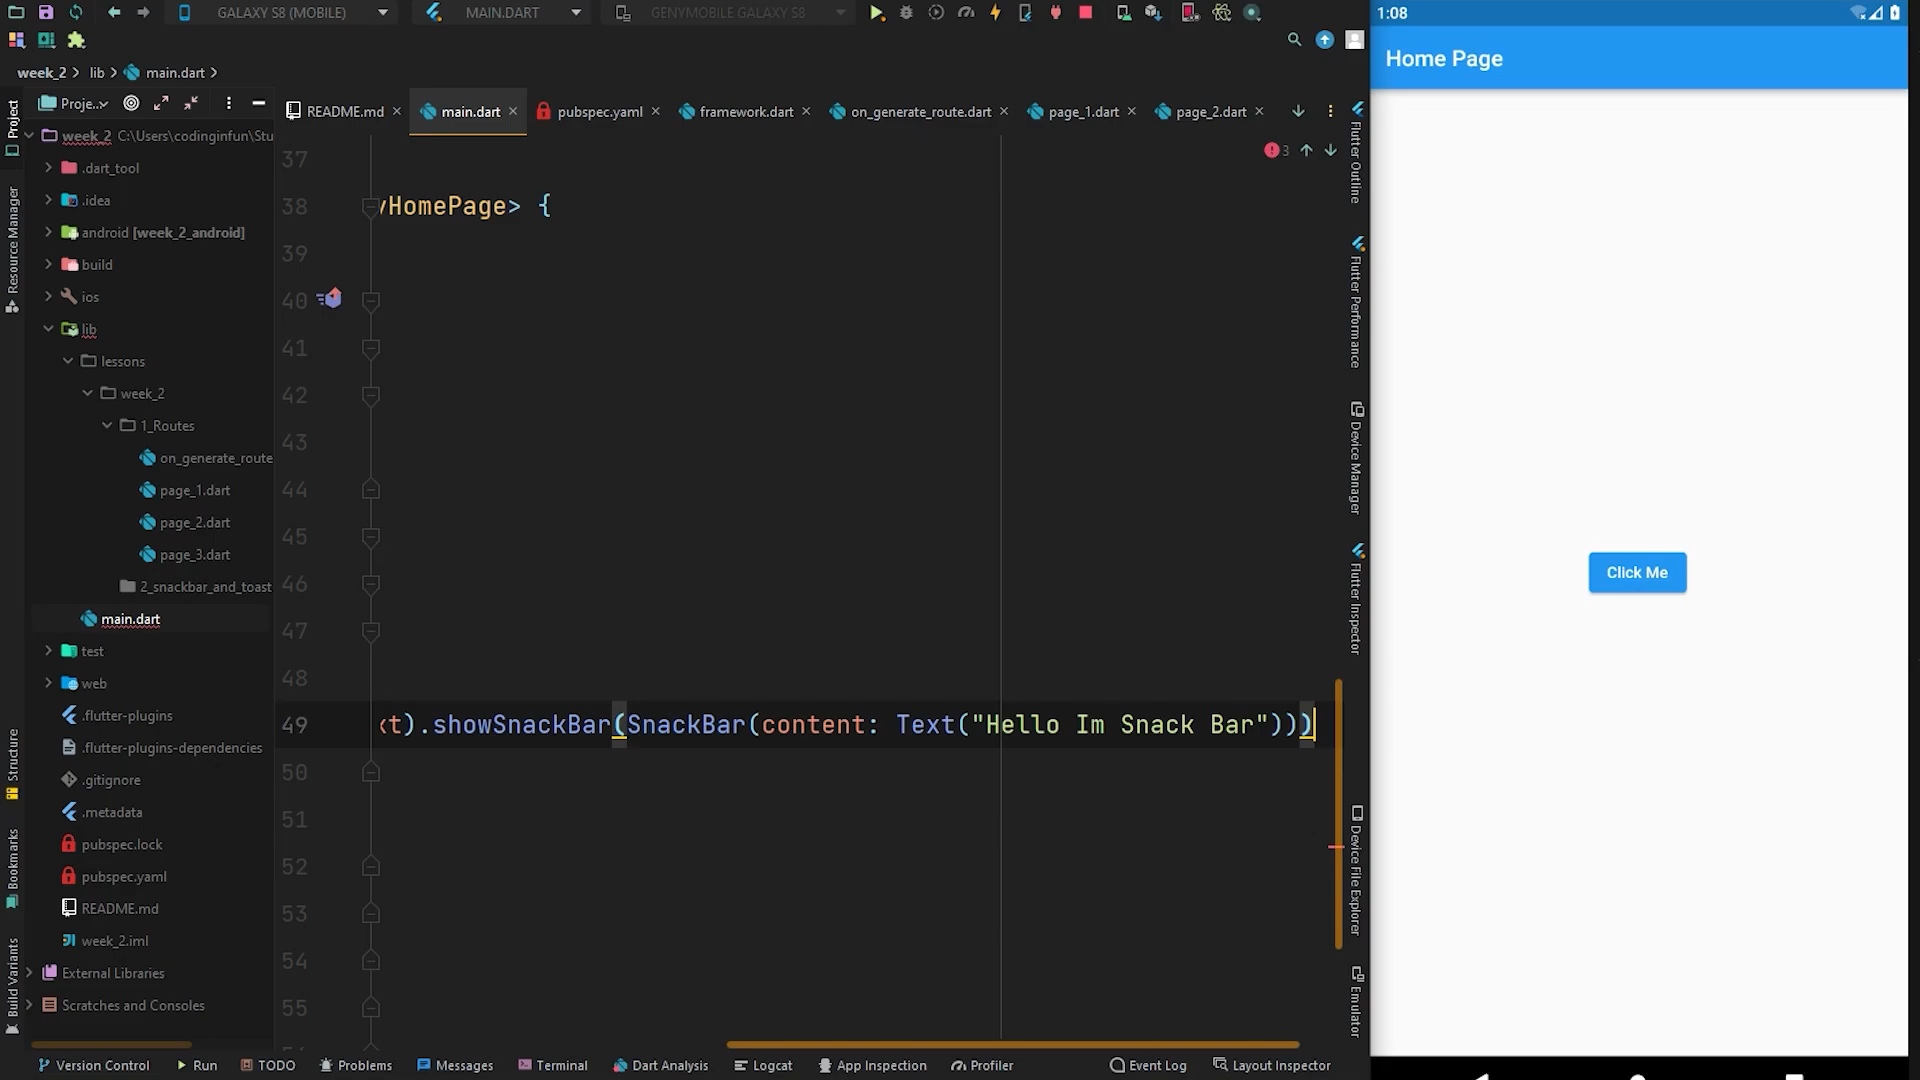 GALAXY S8 (MOBILE)
MAIN.DART
GENYMOBILE GALAXY S8
week_2
lib
main.dart
Proje..
README.md
main.dart
pubspec.yaml
framework.dart
on_generate_route.dart
page_1.dart
page_2.dart
3
Project
Resource Manager
Structure
Bookmarks
Build Variants
week_2 C:\Users\codinginfun\Stu
.dart_tool
.idea
android [week_2_android]
build
ios
lib
lessons
week_2
1_Routes
on_generate_route
page_1.dart
page_2.dart
page_3.dart
2_snackbar_and_toast
main.dart
test
web
.flutter-plugins
.flutter-plugins-dependencies
.gitignore
.metadata
pubspec.lock
pubspec.yaml
README.md
week_2.iml
External Libraries
Scratches and Consoles
37
38 yHomePage> {
39
40
41
42
43
44
45
46
47
48
49 xt).showSnackBar(SnackBar(content: Text("Hello Im Snack Bar")))
50
51
52
53
54
55
Flutter Outline
Flutter Performance
Device Manager
Flutter Inspector
Device File Explorer
Emulator
Version Control
Run
TODO
Problems
Messages
Terminal
Dart Analysis
Logcat
App Inspection
Profiler
Event Log
Layout Inspector
1:08
Home Page
Click Me